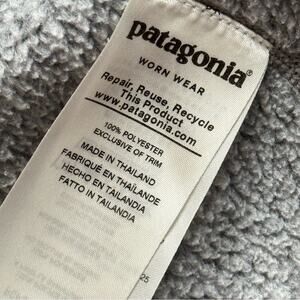 patagonia®
WORN WEAR
Repair, Reuse, Recycle
This Product
www.patagonia.com
100% POLYESTER
EXCLUSIVE OF TRIM
MADE IN THAILAND
FABRIQUÉ EN THAÏLANDE
HECHO EN TAILANDIA
FATTO IN TAILANDIA
25